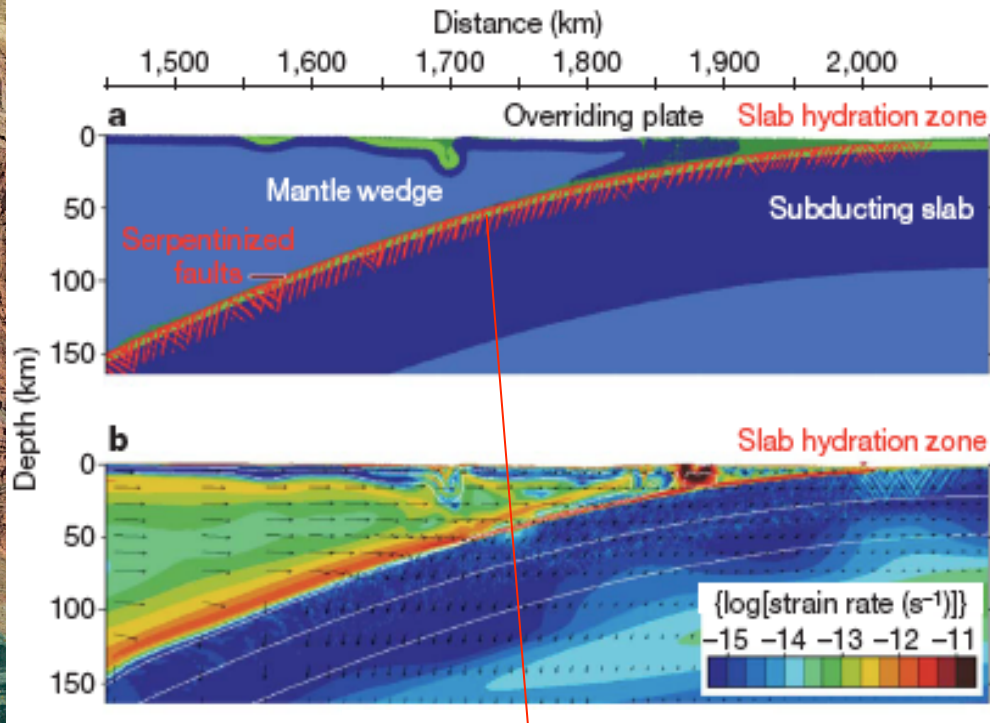 Distance (km)
1,500 1,600 1,700 1,800 1,900 2,000
a Overriding plate Slab hydration zone
0
Mantle wedge
50
Subducting slab
Serpentinized
faults
100
150
Depth (km)
b Slab hydration zone
0
50
{log[strain rate (s⁻¹)]}
100
–15 –14 –13 –12 –11
150